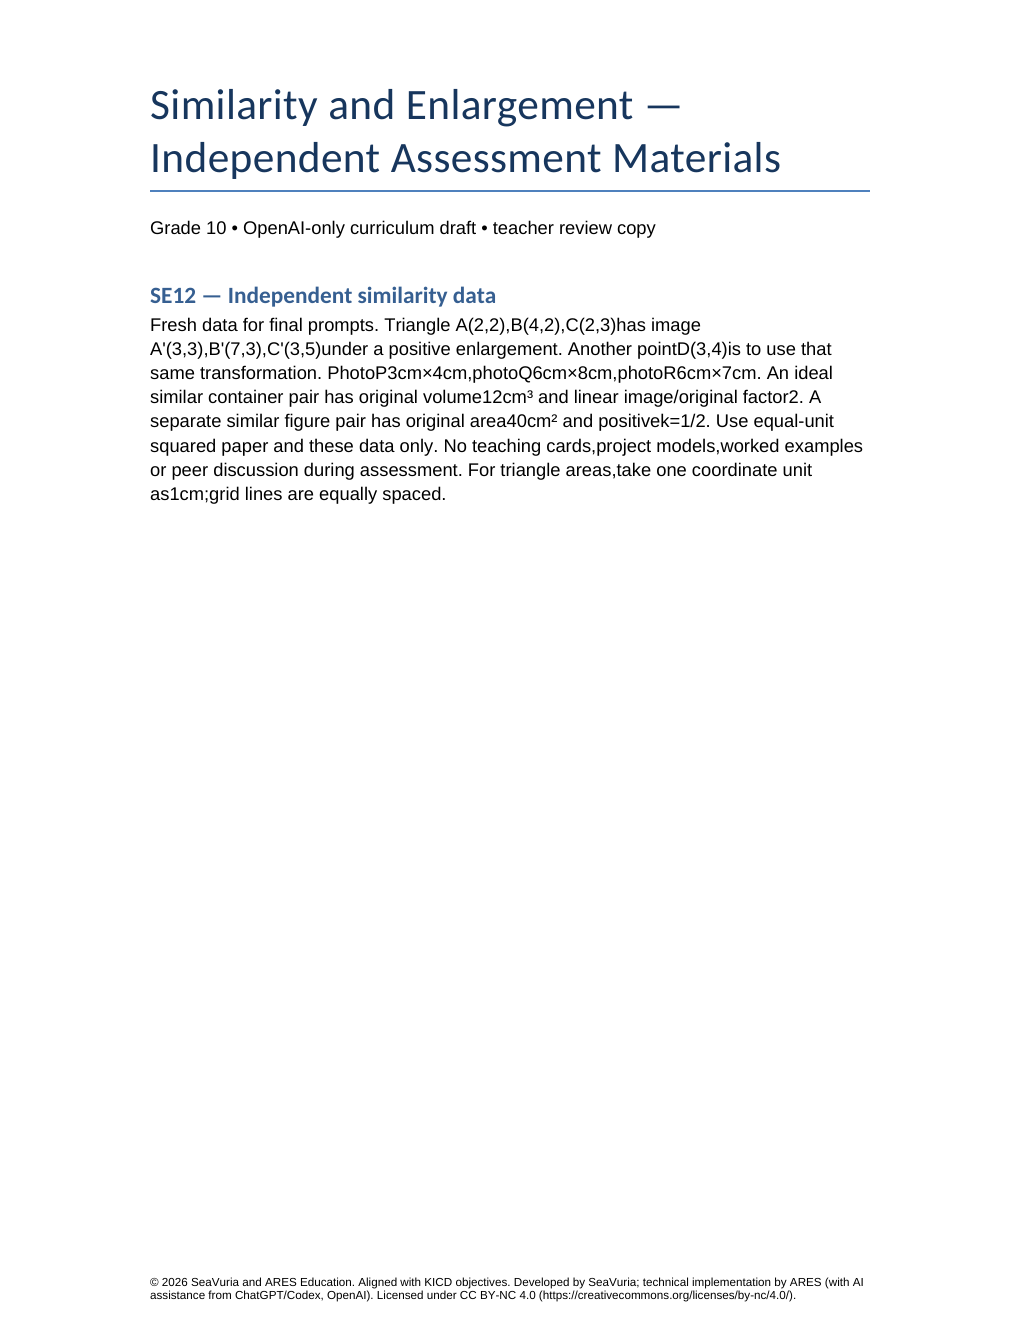 Similarity and Enlargement —
Independent Assessment Materials
Grade 10 • OpenAI-only curriculum draft • teacher review copy
SE12 — Independent similarity data
Fresh data for final prompts. Triangle A(2,2),B(4,2),C(2,3)has image
A'(3,3),B'(7,3),C'(3,5)under a positive enlargement. Another pointD(3,4)is to use that
same transformation. PhotoP3cm×4cm,photoQ6cm×8cm,photoR6cm×7cm. An ideal
similar container pair has original volume12cm³ and linear image/original factor2. A
separate similar figure pair has original area40cm² and positivek=1/2. Use equal-unit
squared paper and these data only. No teaching cards,project models,worked examples
or peer discussion during assessment. For triangle areas,take one coordinate unit
as1cm;grid lines are equally spaced.
© 2026 SeaVuria and ARES Education. Aligned with KICD objectives. Developed by SeaVuria; technical implementation by ARES (with AI
assistance from ChatGPT/Codex, OpenAI). Licensed under CC BY-NC 4.0 (https://creativecommons.org/licenses/by-nc/4.0/).